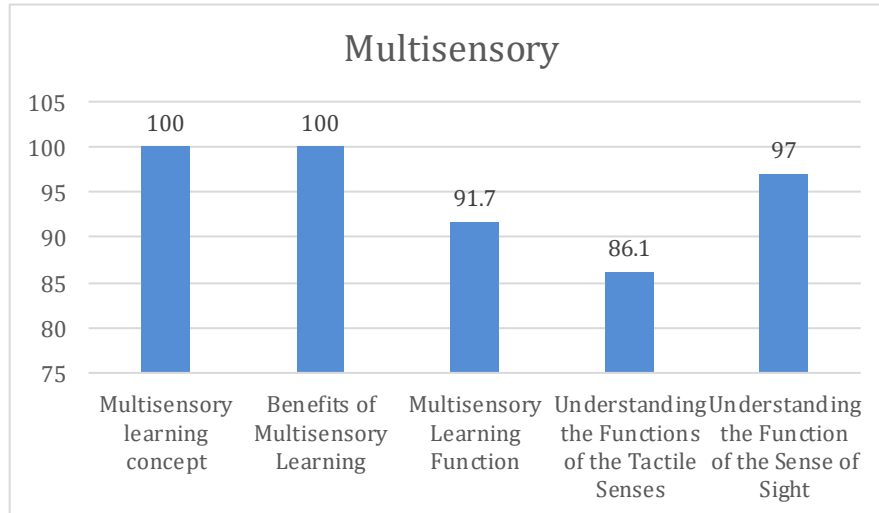 Multisensory
105
100
95
90
85
80
75
100
100
91.7
86.1
97
Multisensory
learning
concept
Benefits of
Multisensory
Learning
Multisensory
Learning
Function
Understanding
the Functions
of the Tactile
Senses
Understanding
the Function
of the Sense of
Sight